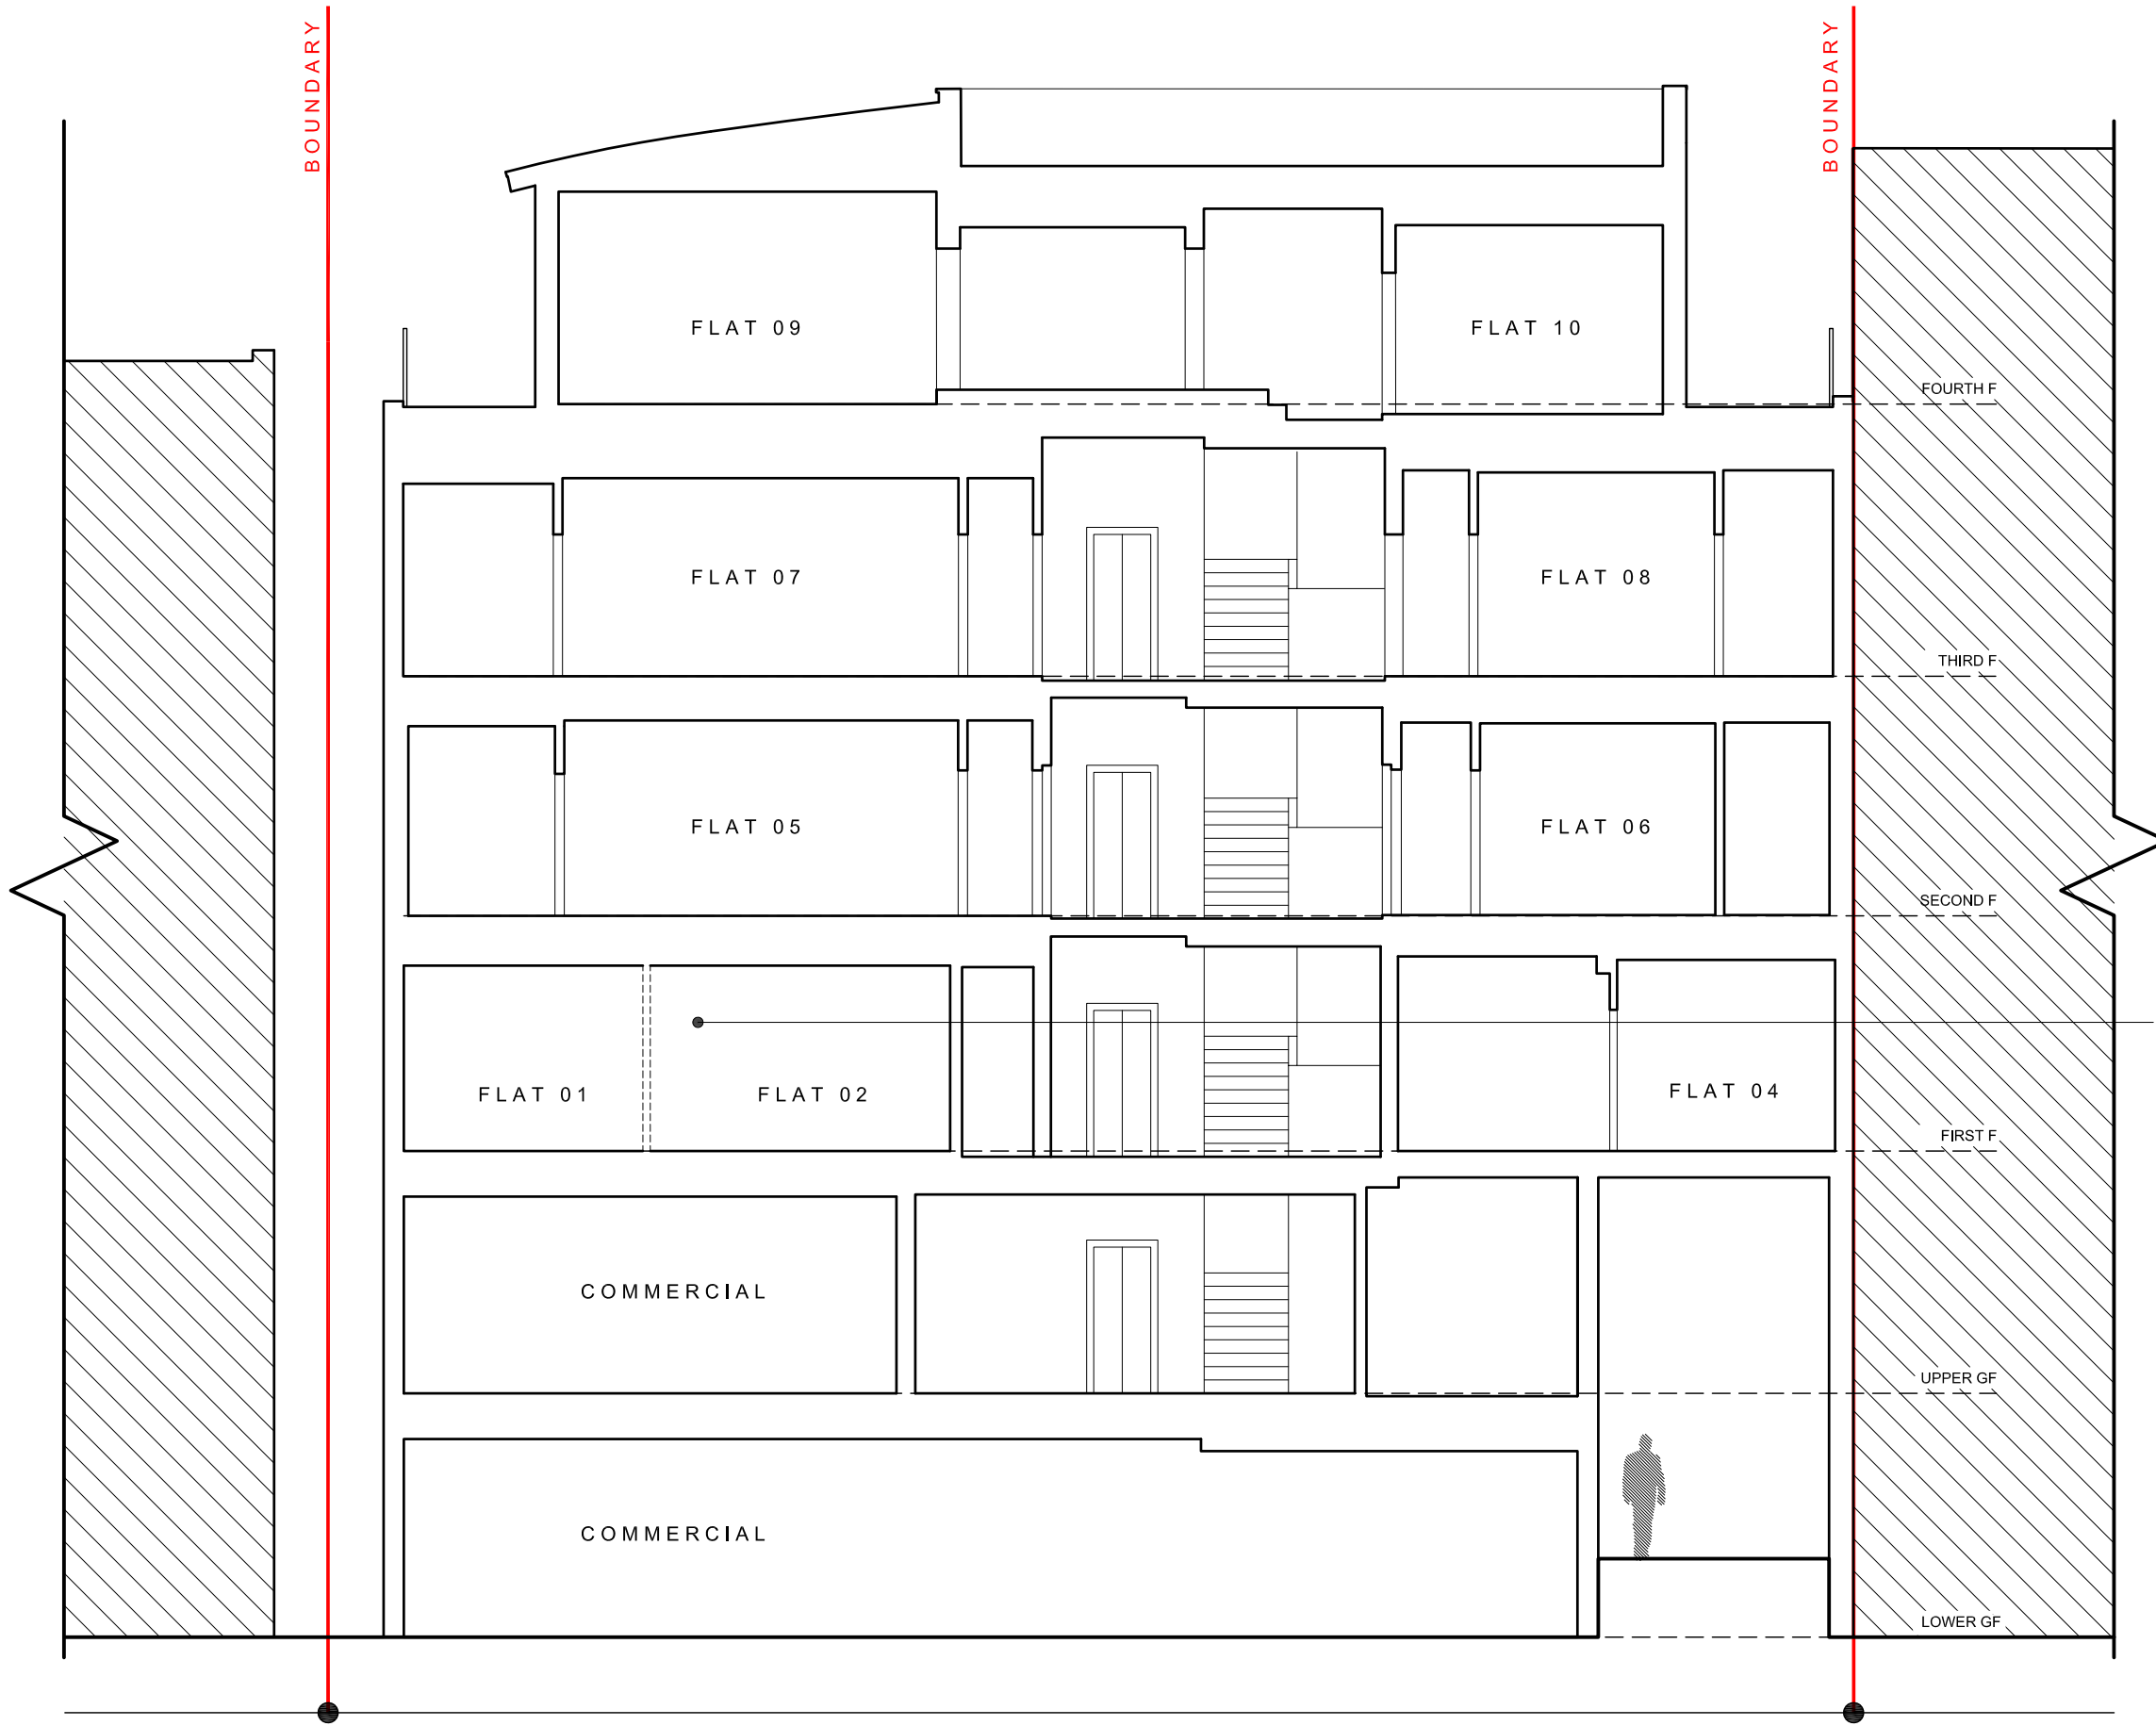 BOUNDARY
BOUNDARY
FLAT 09
FLAT 10
FOURTH F
FLAT 07
FLAT 08
THIRD F
FLAT 05
FLAT 06
SECOND F
FLAT 01
FLAT 02
FLAT 04
FIRST F
COMMERCIAL
UPPER GF
COMMERCIAL
LOWER GF